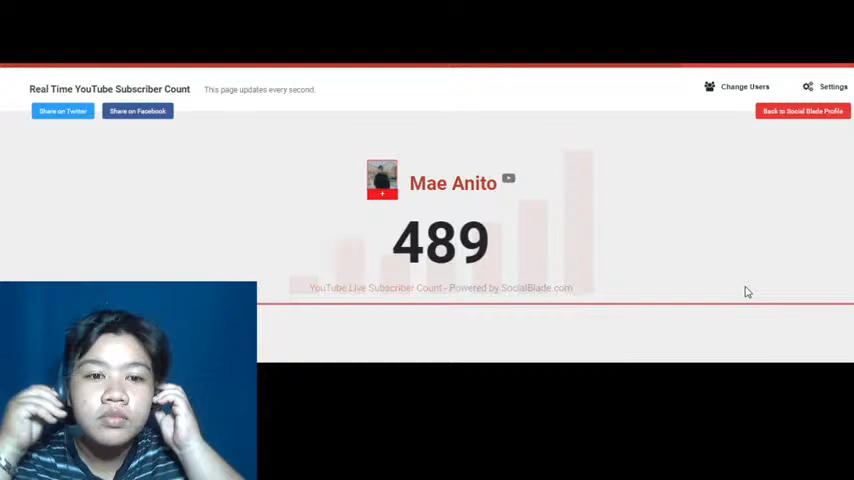 Real Time YouTube Subscriber Count This page updates every second.
Change Users Settings
Share on Twitter Share on Facebook Back to Social Blade Profile
Mae Anito
+
489
YouTube Live Subscriber Count - Powered by SocialBlade.com